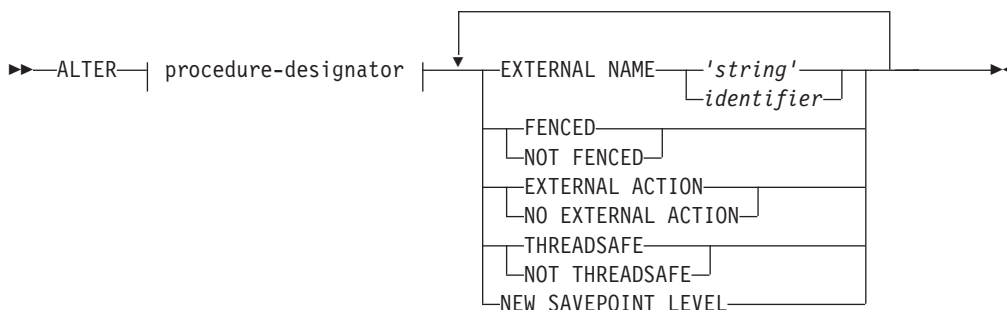 ALTER procedure-designator EXTERNAL NAME 'string'
identifier
FENCED
NOT FENCED
EXTERNAL ACTION
NO EXTERNAL ACTION
THREADSAFE
NOT THREADSAFE
NEW SAVEPOINT LEVEL